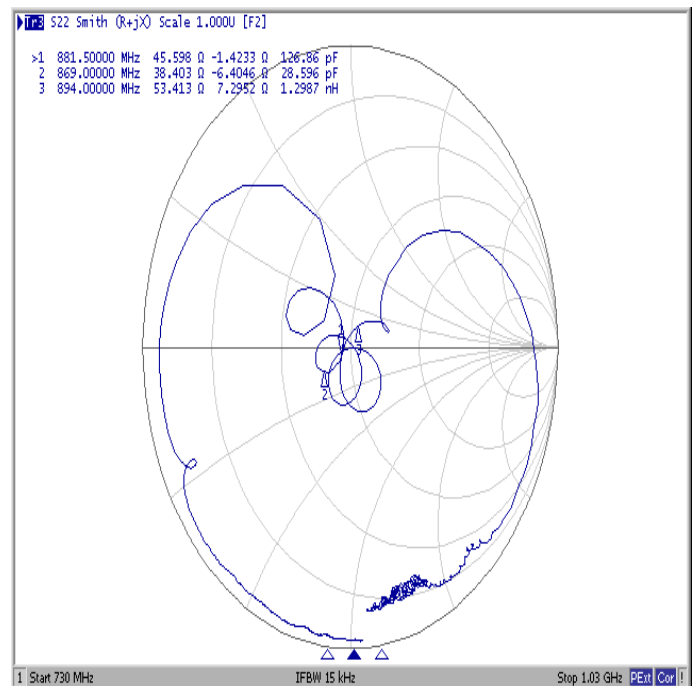 Tr3 S22 Smith (R+jX) Scale 1.000U [F2]
>1 881.50000 MHz 45.598 Ω -1.4233 Ω 126.86 pF
2 869.00000 MHz 38.403 Ω -6.4046 Ω 28.596 pF
3 894.00000 MHz 53.413 Ω 7.2952 Ω 1.2987 nH
1
3
2
1 Start 730 MHz IFBW 15 kHz Stop 1.03 GHz PExt Cor !